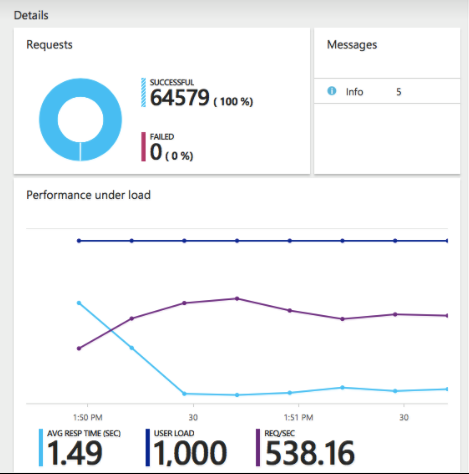 Details
Requests
SUCCESSFUL
64579 ( 100 %)
FAILED
0 ( 0 %)
Messages
Info 5
Performance under load
1:50 PM 30 1:51 PM 30
AVG RESP TIME (SEC) USER LOAD REQ/SEC
1.49 1,000 538.16